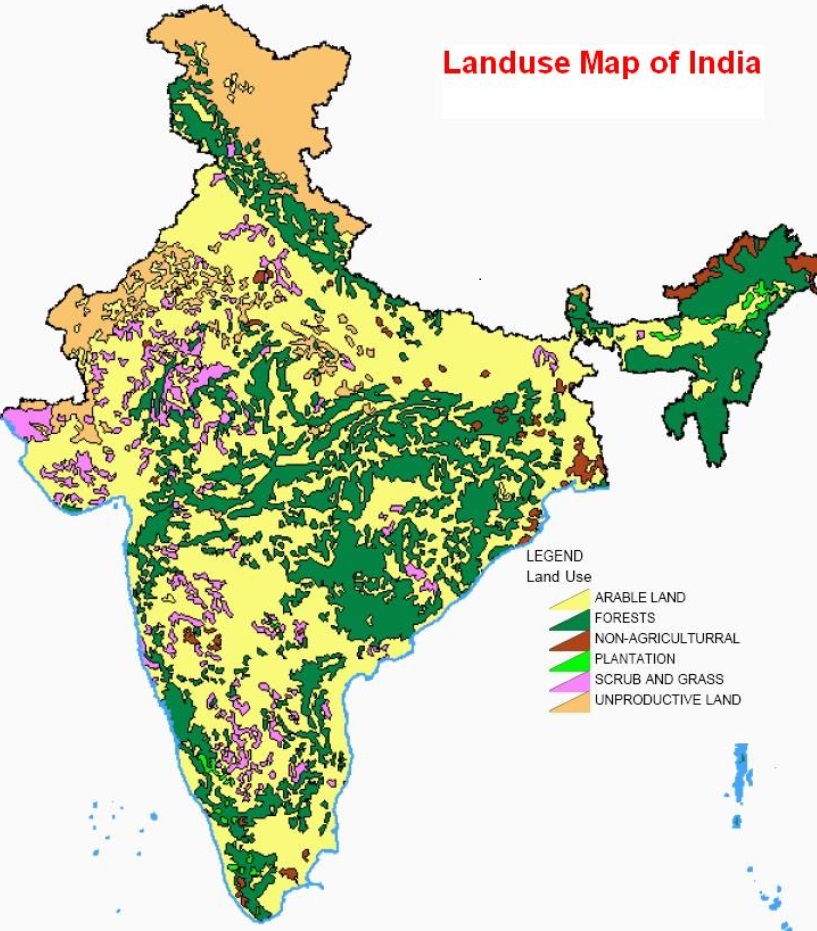 Landuse Map of India
LEGEND
Land Use
ARABLE LAND
FORESTS
NON-AGRICULTURRAL
PLANTATION
SCRUB AND GRASS
UNPRODUCTIVE LAND